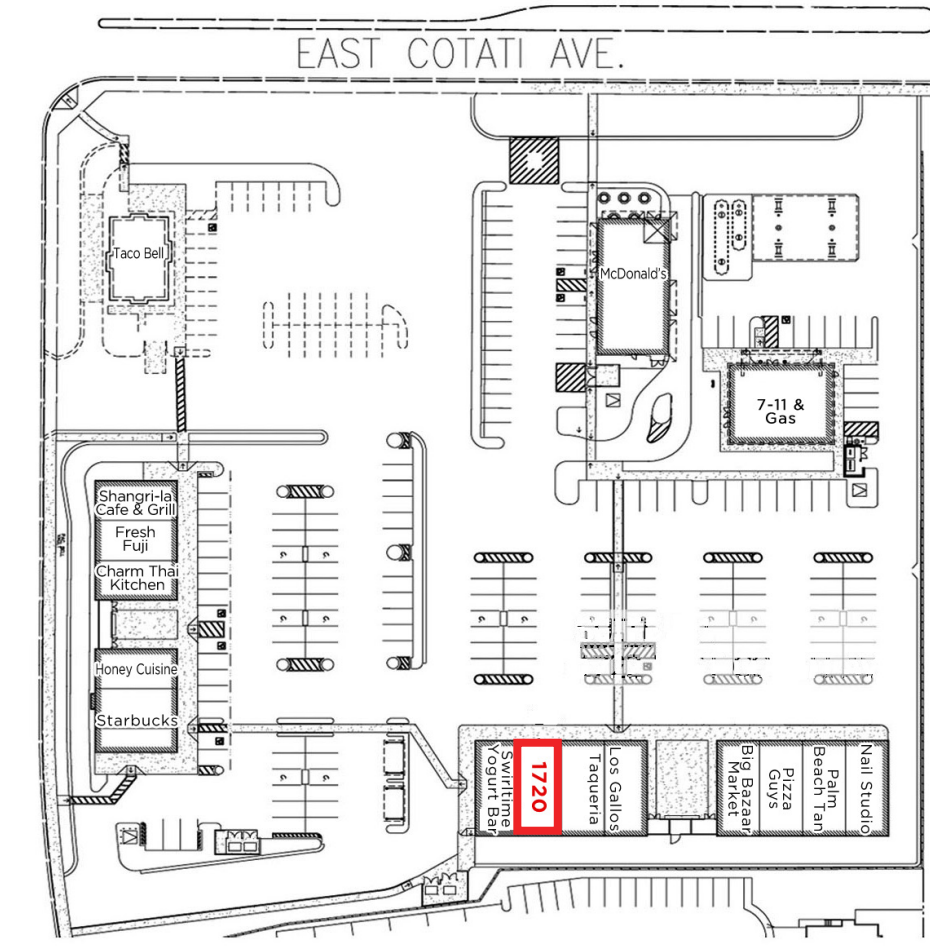 EAST COTATI AVE.
Taco Bell
McDonald's
7-11 &
Gas
Shangri-la
Cafe & Grill
Fresh
Fuji
Charm Thai
Kitchen
Honey Cuisine
Starbucks
Swirltime
Yogurt Bar
1720
Los Gallos
Taqueria
Big Bazaar
Market
Pizza
Guys
Palm
Beach Tan
Nail Studio